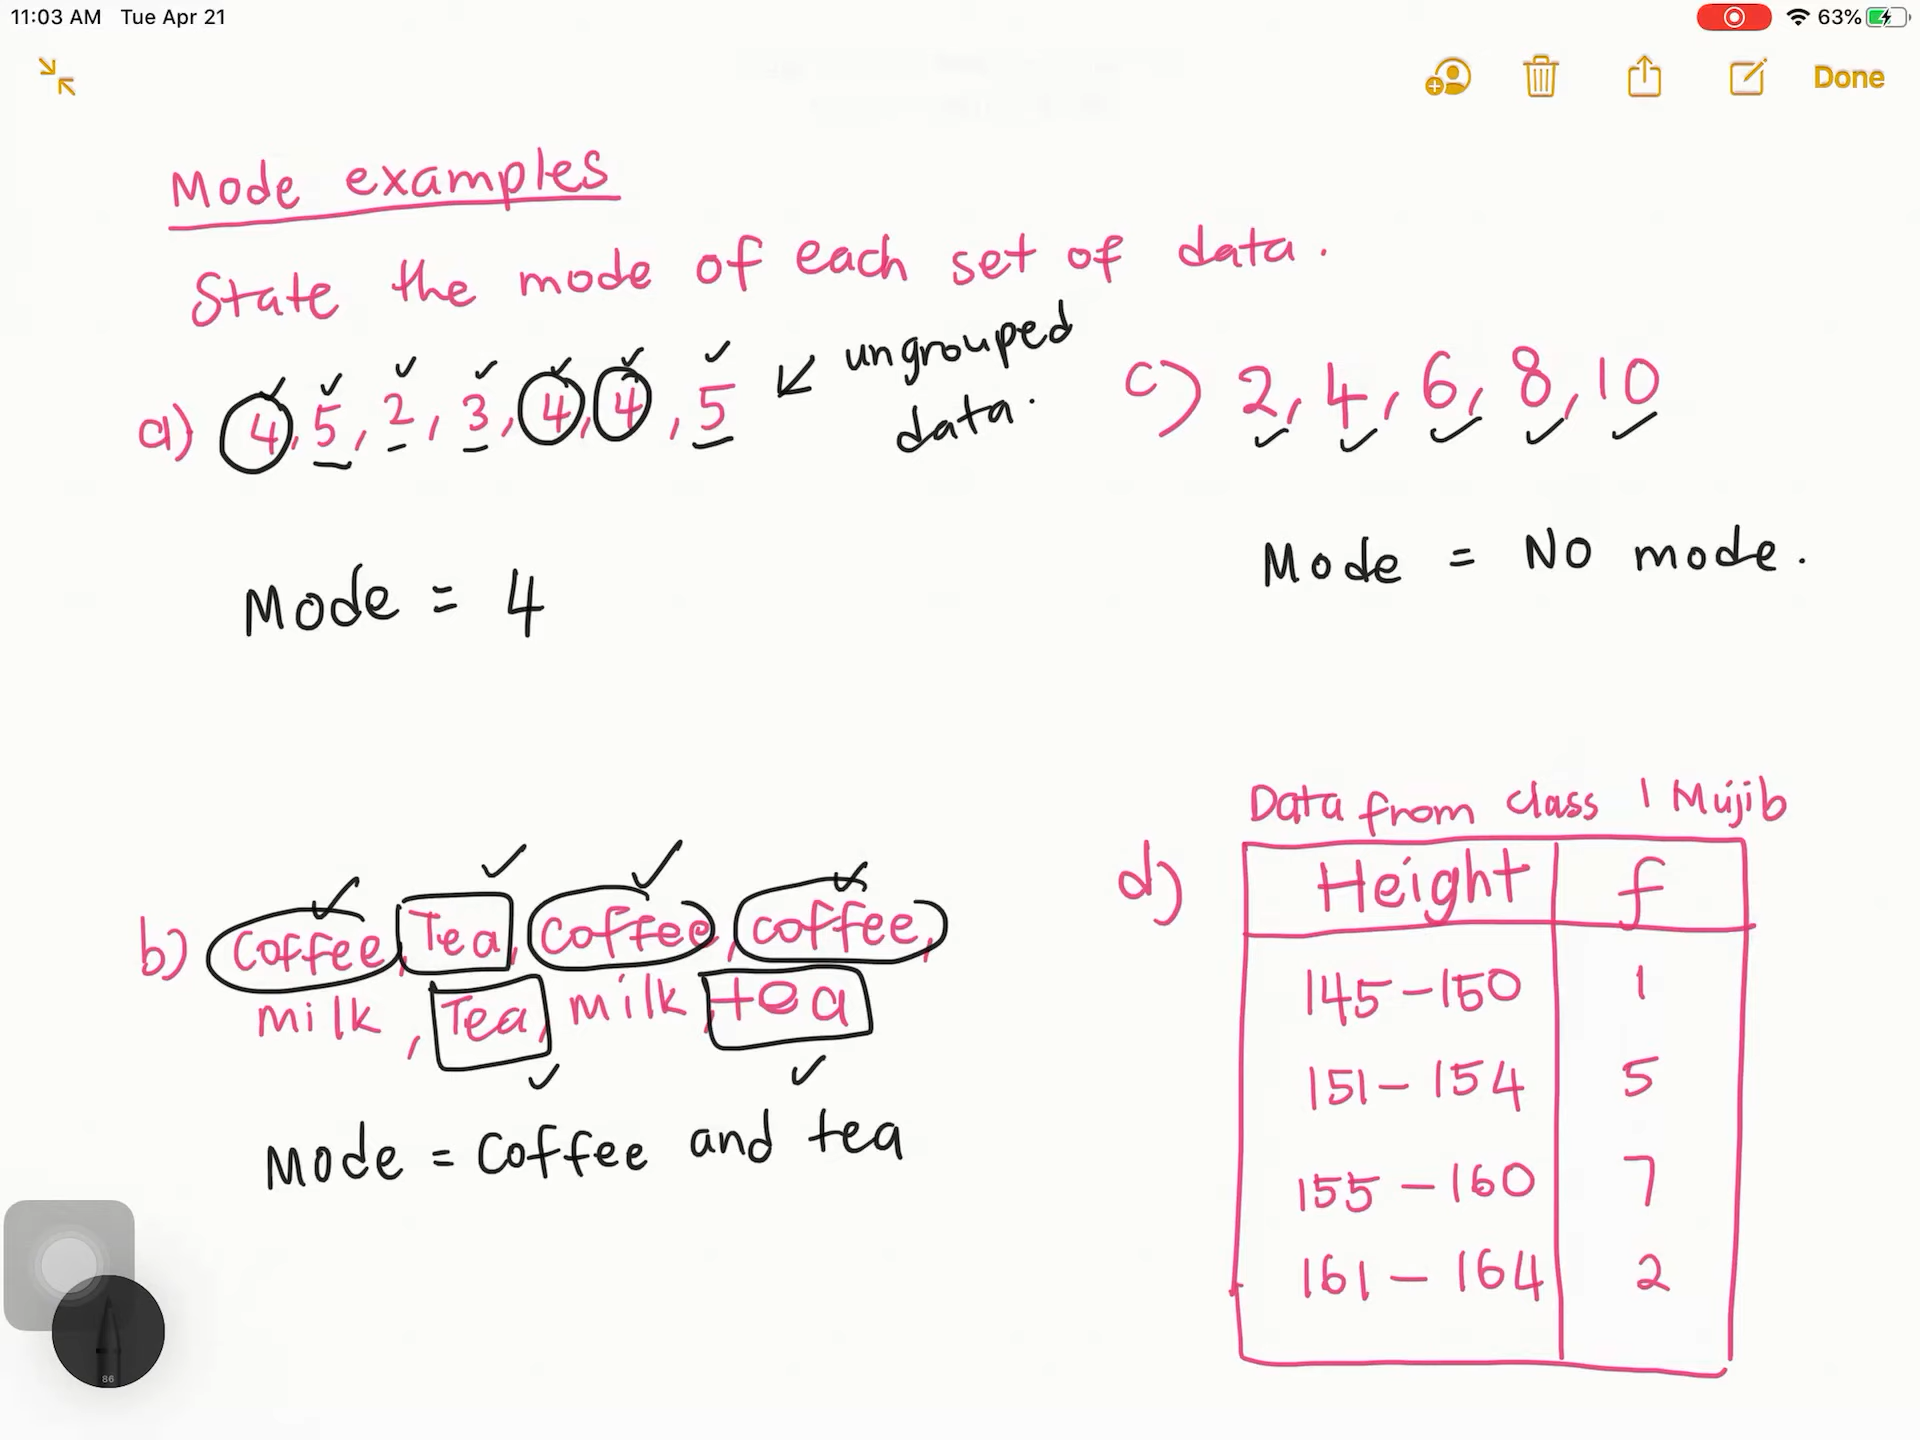 11:03 AM Tue Apr 21
63%
Done
Mode examples
State the mode of each set of data.
a) 4, 5, 2, 3, 4, 4, 5
ungrouped
data.
Mode = 4
b) Coffee, Tea, coffee, coffee,
milk, Tea, milk, tea
Mode = Coffee and tea
c) 2, 4, 6, 8, 10
Mode = No mode.
Data from class 1 Mujib
d) Height f
145-150 1
151-154 5
155-160 7
161-164 2
86